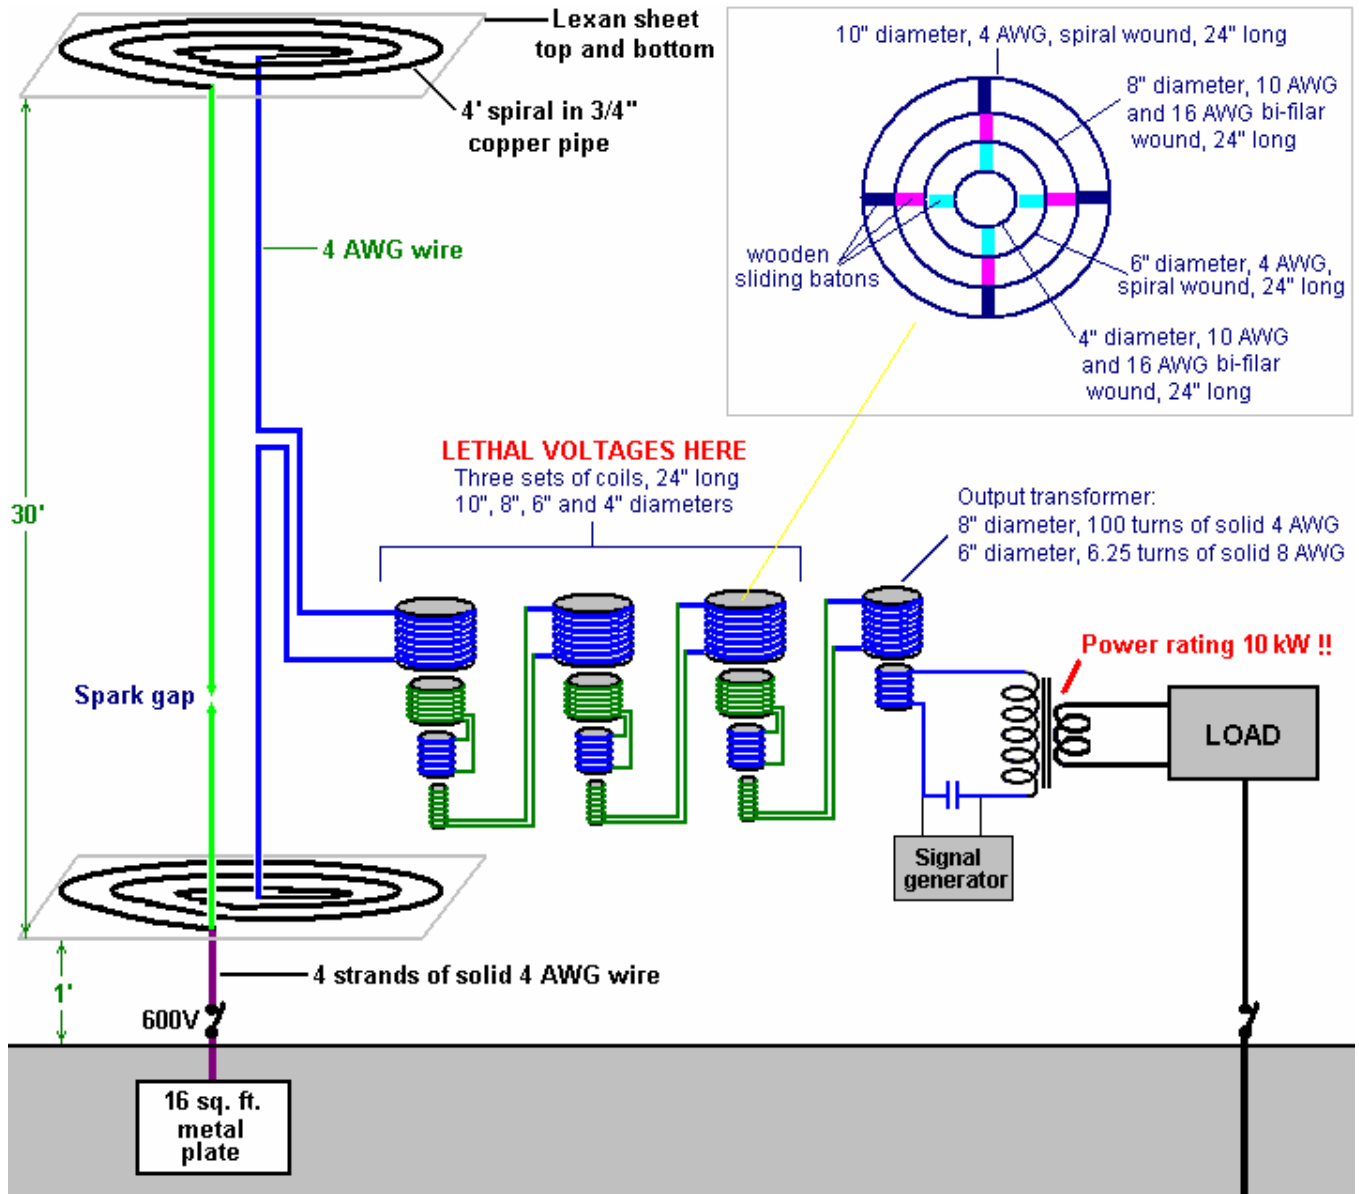 Lexan sheet
top and bottom
4' spiral in 3/4"
copper pipe
4 AWG wire
30'
10" diameter, 4 AWG, spiral wound, 24" long
8" diameter, 10 AWG
and 16 AWG bi-filar
wound, 24" long
wooden
sliding batons
6" diameter, 4 AWG,
spiral wound, 24" long
4" diameter, 10 AWG
and 16 AWG bi-filar
wound, 24" long
LETHAL VOLTAGES HERE
Three sets of coils, 24" long
10", 8", 6" and 4" diameters
Output transformer:
8" diameter, 100 turns of solid 4 AWG
6" diameter, 6.25 turns of solid 8 AWG
Power rating 10 kW !!
Spark gap
LOAD
Signal
generator
4 strands of solid 4 AWG wire
1'
600V
16 sq. ft.
metal
plate